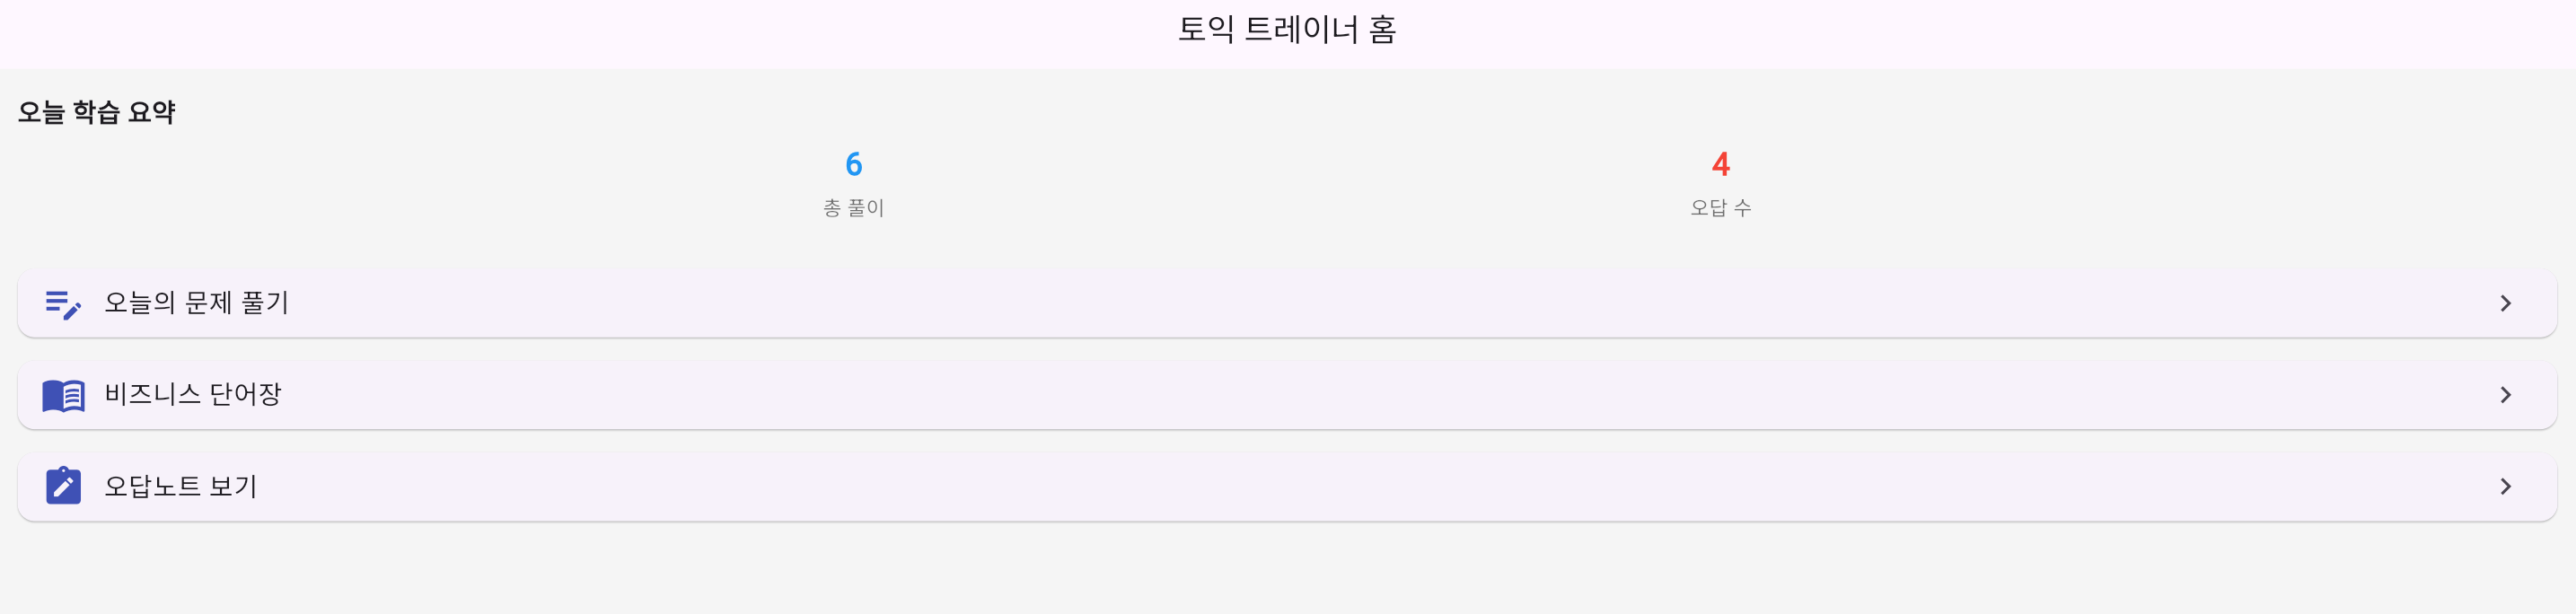 토익 트레이너 홈
오늘 학습 요약
6
4
총 풀이
오답 수
오늘의 문제 풀기
비즈니스 단어장
오답노트 보기